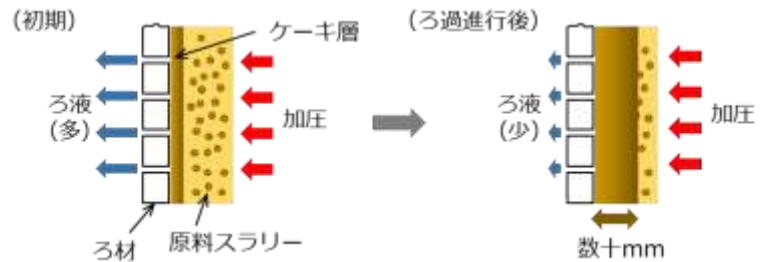 (初期)
ケーキ層
ろ液
(多)
加圧
ろ材
原料スラリー
(ろ過進行後)
ろ液
(少)
加圧
数十mm